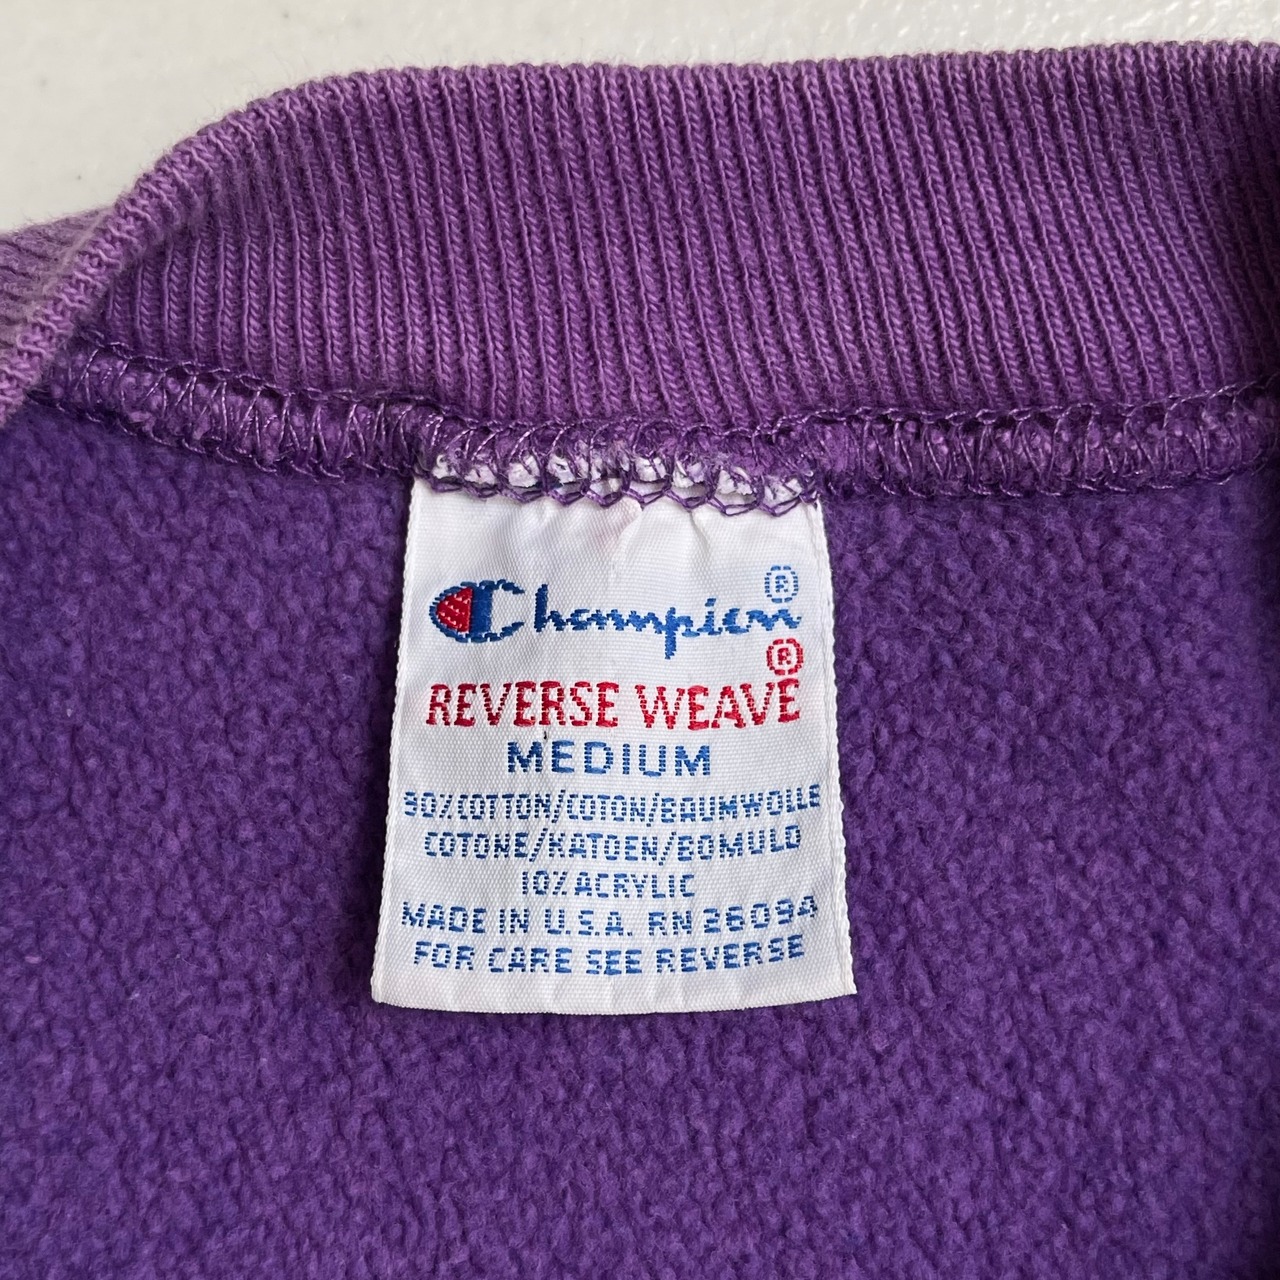 Champion®
REVERSE WEAVE®
MEDIUM
90% COTTON/COTON/BAUMWOLLE
COTONE/KATOEN/BOMULD
10% ACRYLIC
MADE IN U.S.A. RN 26094
FOR CARE SEE REVERSE